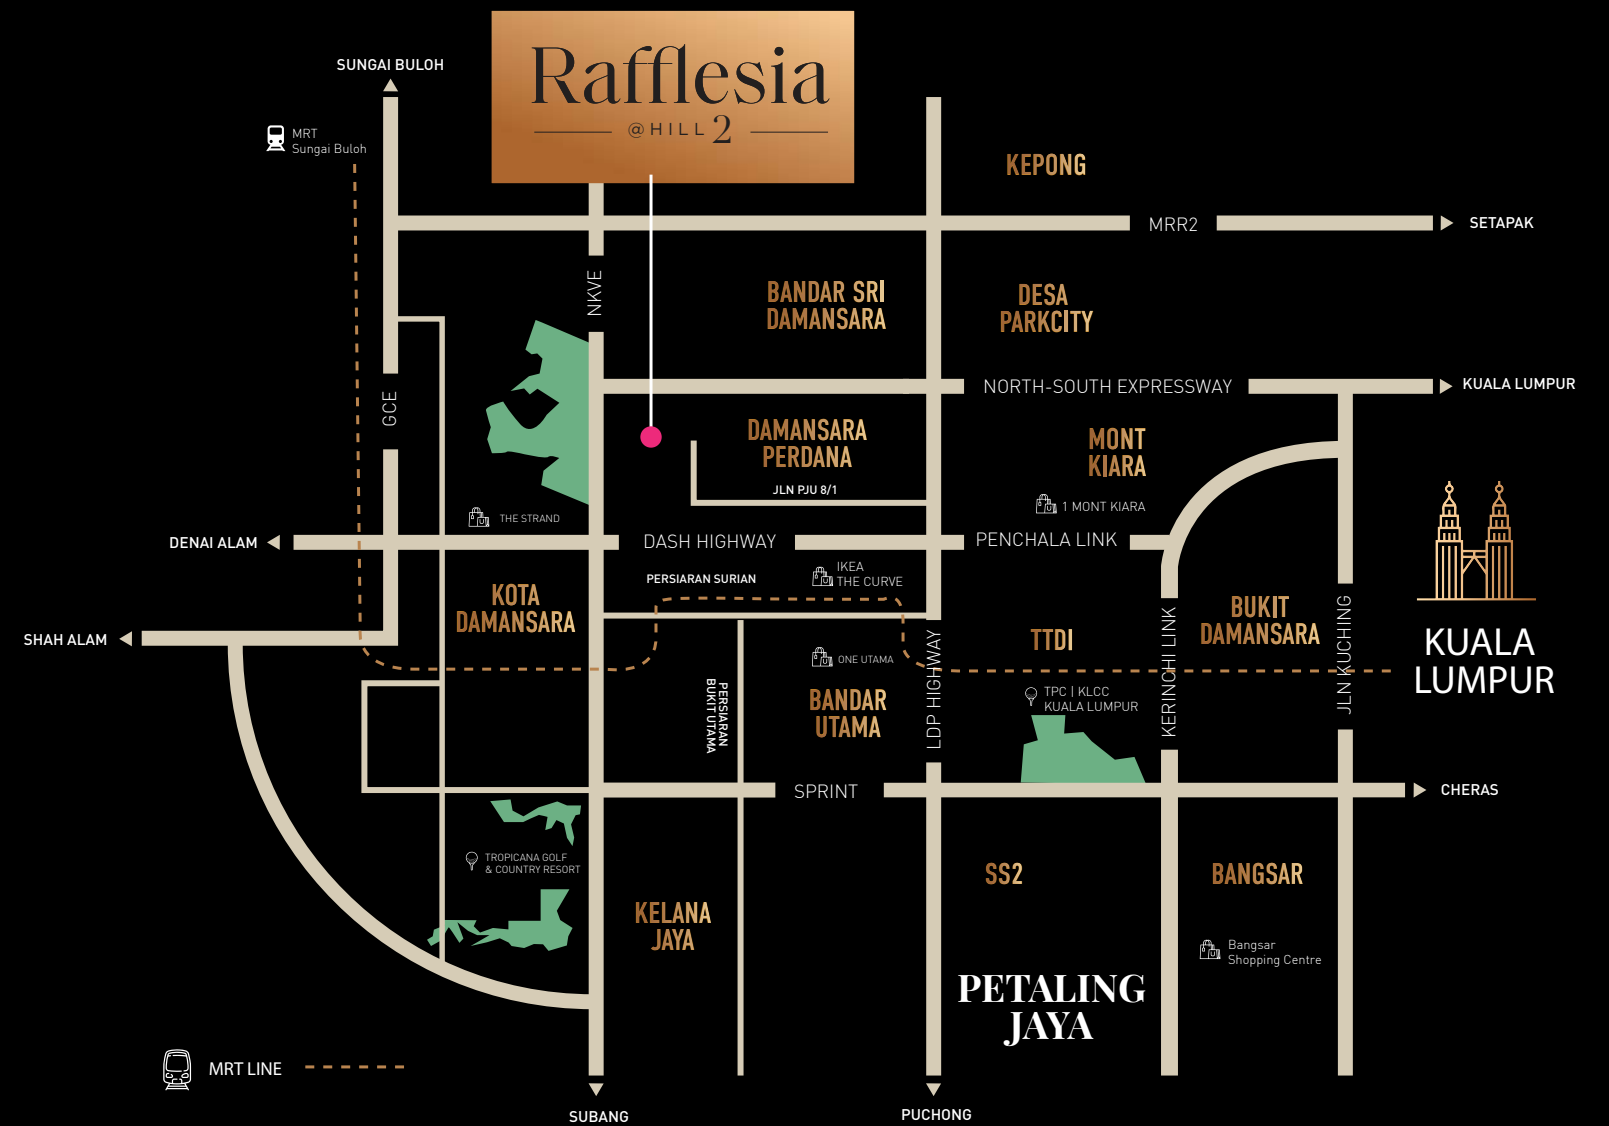 Rafflesia
@HILL 2
SUNGAI BULOH
MRT
Sungai Buloh
KEPONG
MRR2
SETAPAK
NKVE
BANDAR SRI
DAMANSARA
DESA
PARKCITY
NORTH-SOUTH EXPRESSWAY
KUALA LUMPUR
GCE
DAMANSARA
PERDANA
JLN PJU 8/1
MONT
KIARA
1 MONT KIARA
THE STRAND
DENAI ALAM
DASH HIGHWAY
PENCHALA LINK
PERSIARAN SURIAN
IKEA
THE CURVE
KOTA
DAMANSARA
SHAH ALAM
BUKIT
DAMANSARA
TTDI
KUALA
LUMPUR
ONE UTAMA
BANDAR
UTAMA
PERSIARAN
BUKIT UTAMA
LDP HIGHWAY
TPC | KLCC
KUALA LUMPUR
KERINCHI LINK
JLN KUCHING
SPRINT
CHERAS
TROPICANA GOLF
& COUNTRY RESORT
SS2
BANGSAR
KELANA
JAYA
Bangsar
Shopping Centre
PETALING
JAYA
MRT LINE
SUBANG
PUCHONG